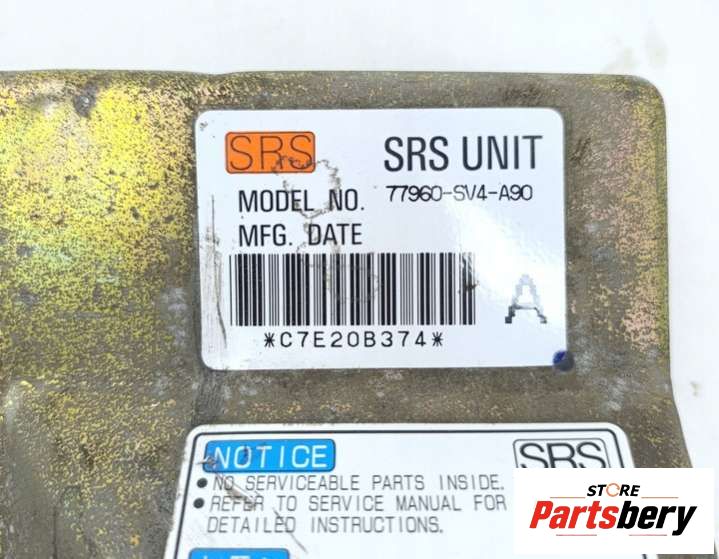 SRS SRS UNIT
MODEL NO. 77960-SV4-A90
MFG. DATE
A
*C7E20B374*
NOTICE SRS
• NO SERVICEABLE PARTS INSIDE.
• REFER TO SERVICE MANUAL FOR
DETAILED INSTRUCTIONS.
STORE
Partsbery